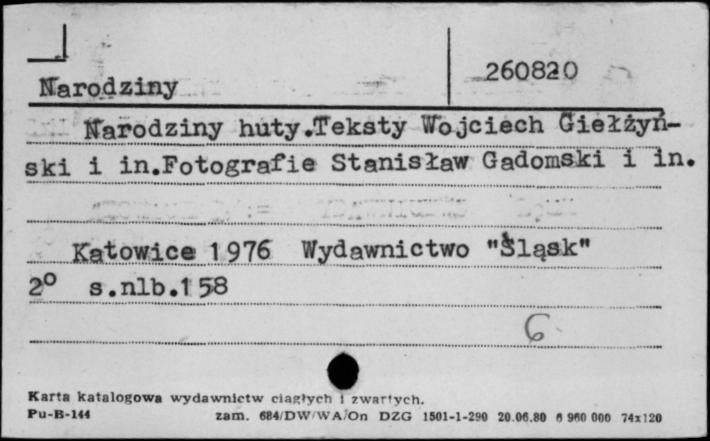 260820
Narodziny
Narodziny huty.Teksty Wojciech Giełżyń-
ski i in.Fotografie Stanisław Gadomski i in.
Katowice 1976 Wydawnictwo "Śląsk"
2° s.nlb.158
6
Karta katalogowa wydawnictw ciągłych i zwartych.
Pu-B-144 zam. 684/DW/WA/On DZG 1501-1-290 20.06.80 6 960 000 74x120